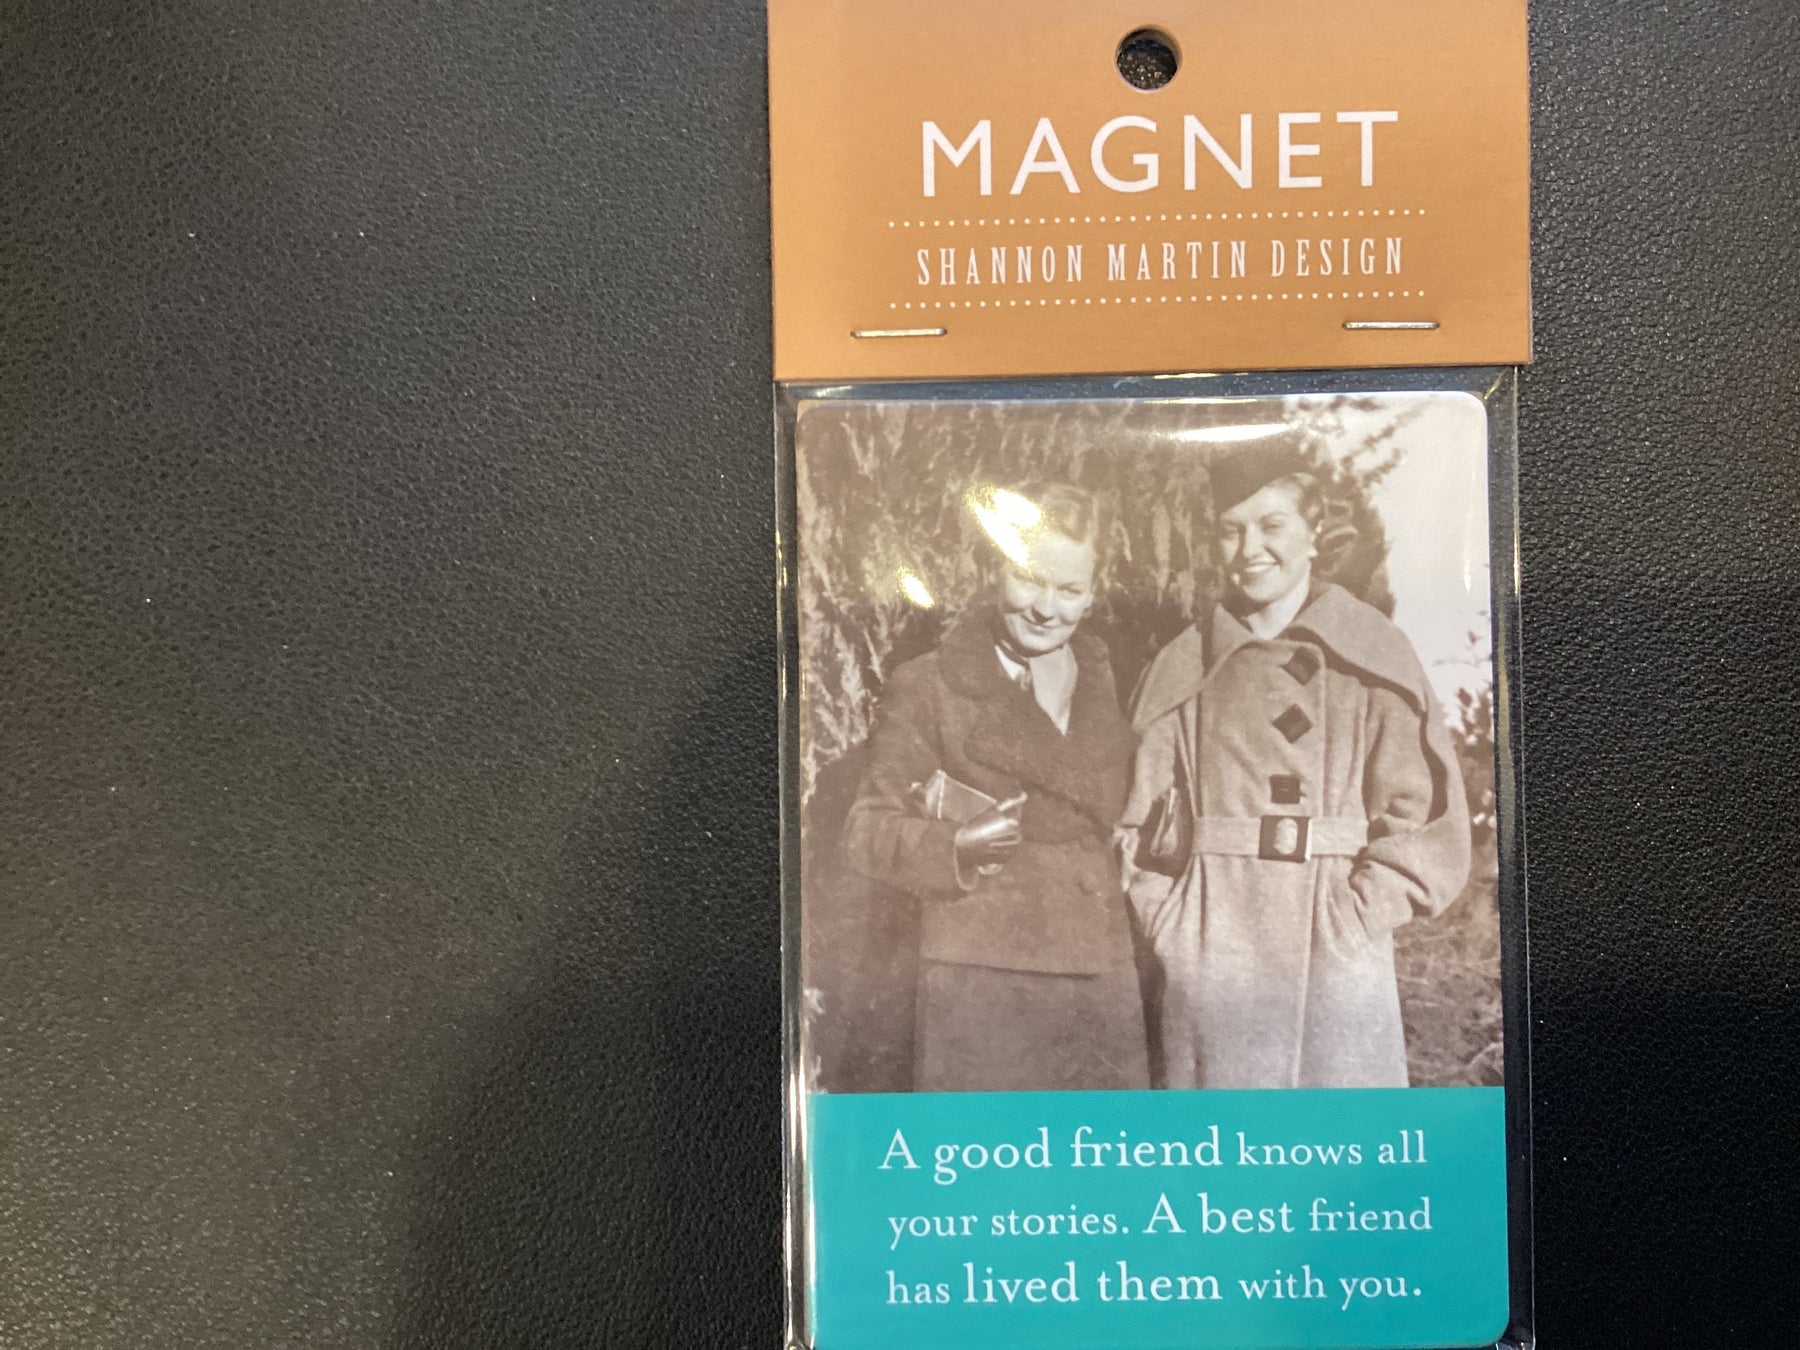 MAGNET
SHANNON MARTIN DESIGN
A good friend knows all
your stories. A best friend
has lived them with you.